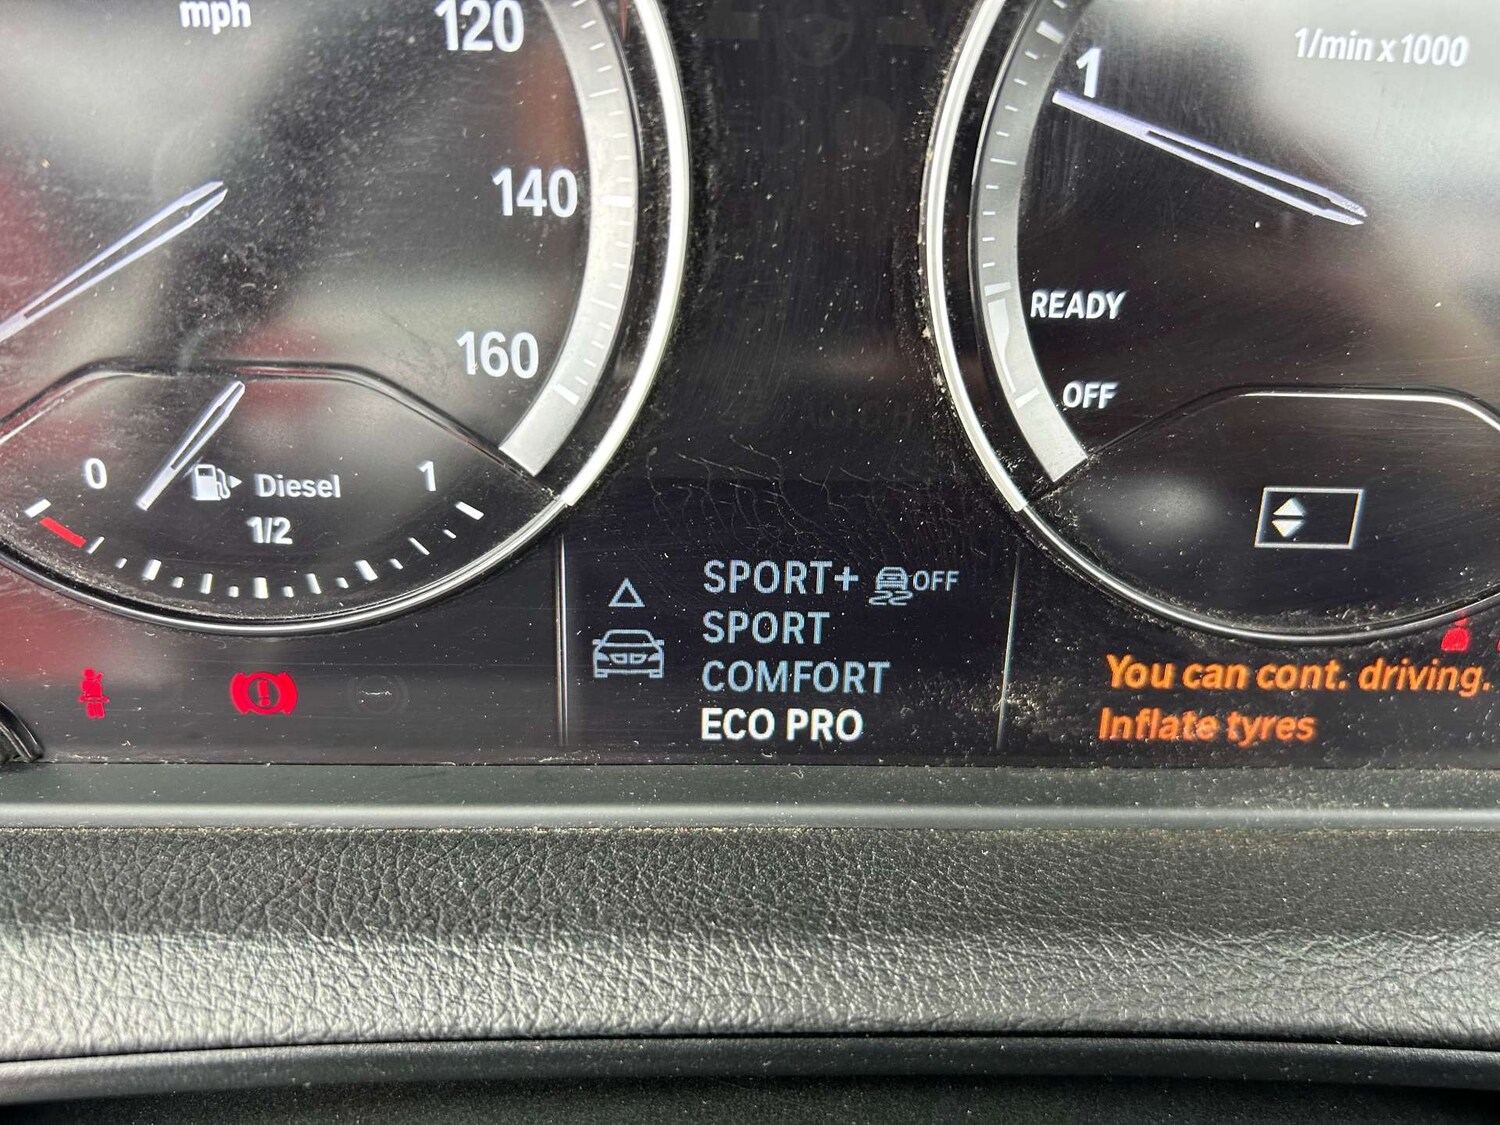 mph
120
140
160
0
Diesel
1/2
1
1
1/min x 1000
READY
OFF
SPORT+ OFF
SPORT
COMFORT
ECO PRO
You can cont. driving.
Inflate tyres